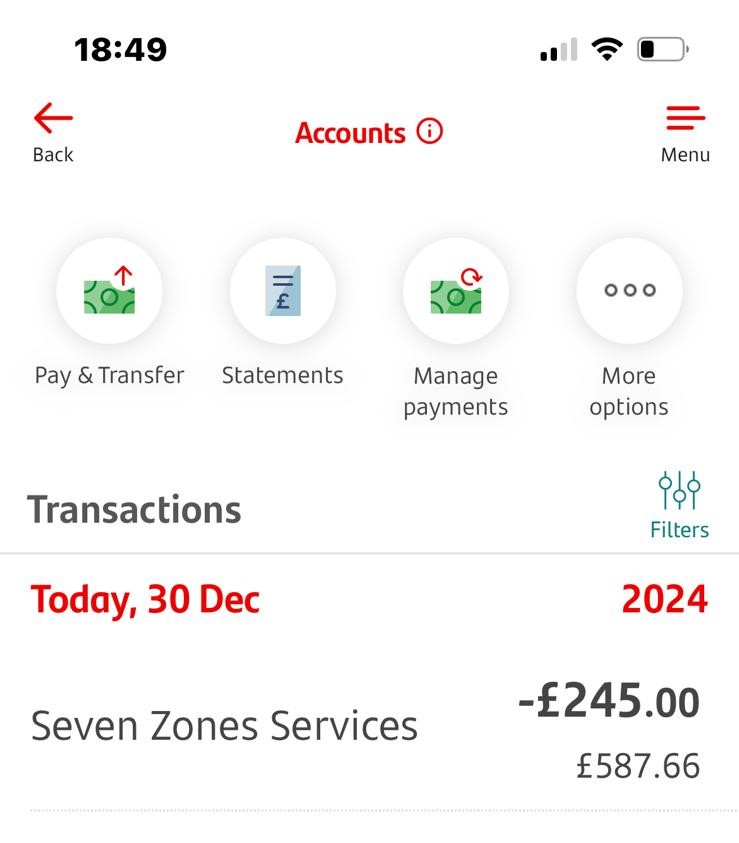 18:49
Back
Accounts
Menu
£
Pay & Transfer
Statements
Manage
payments
More
options
Transactions
Filters
Today, 30 Dec
2024
Seven Zones Services
-£245.00
£587.66